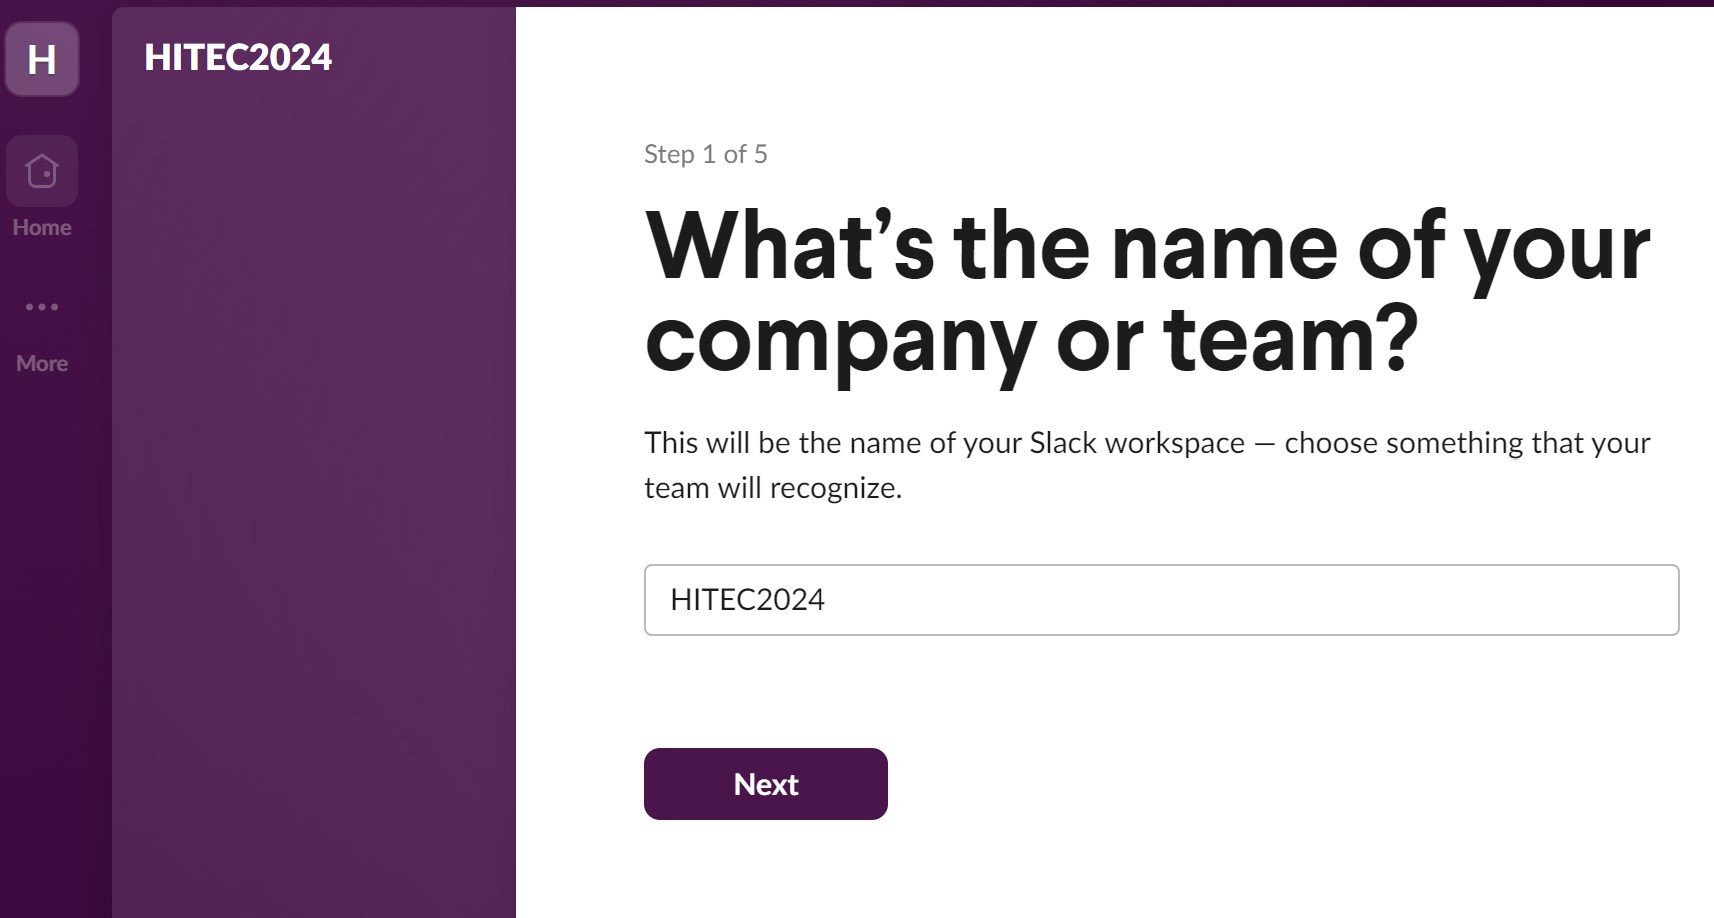 H
HITEC2024
Home
More
Step 1 of 5
What’s the name of your
company or team?
This will be the name of your Slack workspace — choose something that your
team will recognize.
HITEC2024
Next